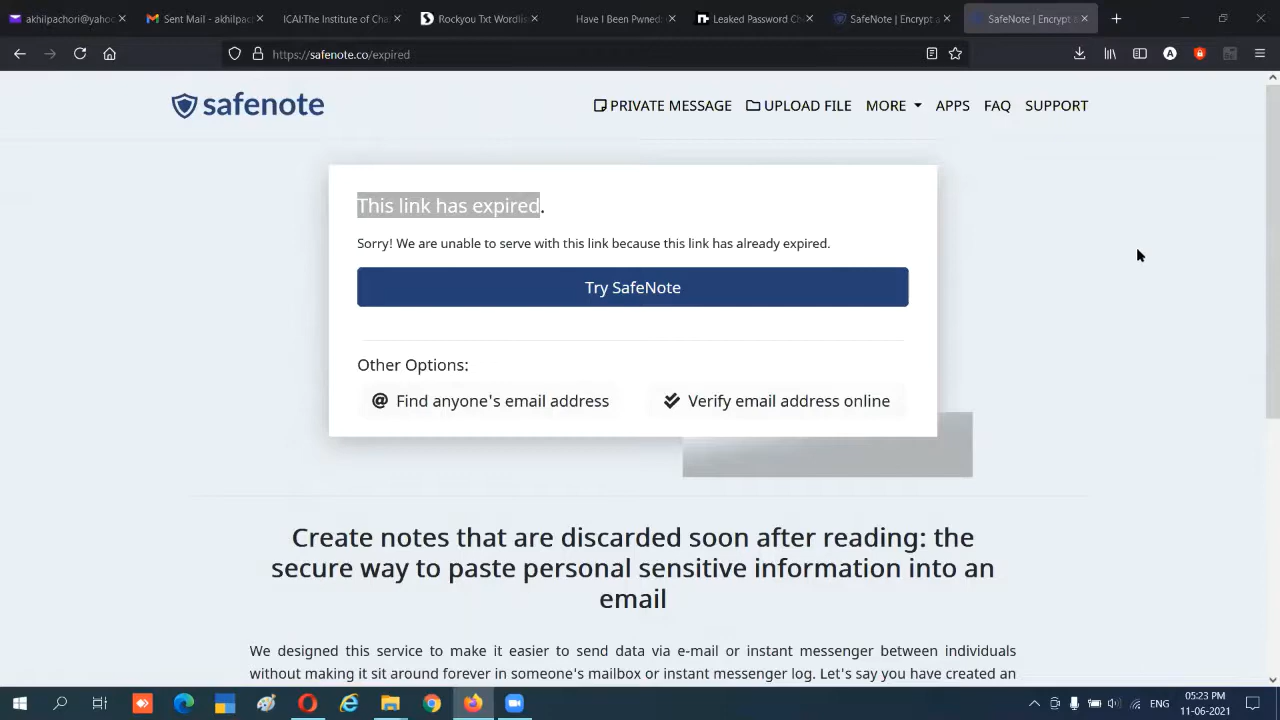 akhilpachori@yahoo
Sent Mail - akhilpac
ICAI:The Institute of Cha
Rockyou Txt Wordlis
Have I Been Pwned:
Leaked Password Ch
SafeNote | Encrypt a
SafeNote | Encrypt
https://safenote.co/expired
safenote
PRIVATE MESSAGE UPLOAD FILE MORE APPS FAQ SUPPORT
This link has expired.
Sorry! We are unable to serve with this link because this link has already expired.
Try SafeNote
Other Options:
@ Find anyone's email address
Verify email address online
Create notes that are discarded soon after reading: the
secure way to paste personal sensitive information into an
email
We designed this service to make it easier to send data via e-mail or instant messenger between individuals
without making it sit around forever in someone's mailbox or instant messenger log. Let's say you have created an
ENG
05:23 PM
11-06-2021